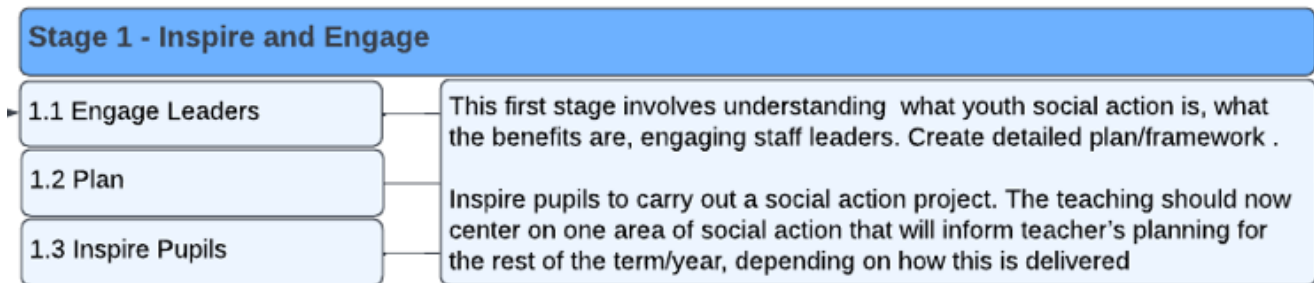 Stage 1 - Inspire and Engage
1.1 Engage Leaders
1.2 Plan
1.3 Inspire Pupils
This first stage involves understanding what youth social action is, what
the benefits are, engaging staff leaders. Create detailed plan/framework .
Inspire pupils to carry out a social action project. The teaching should now
center on one area of social action that will inform teacher's planning for
the rest of the term/year, depending on how this is delivered